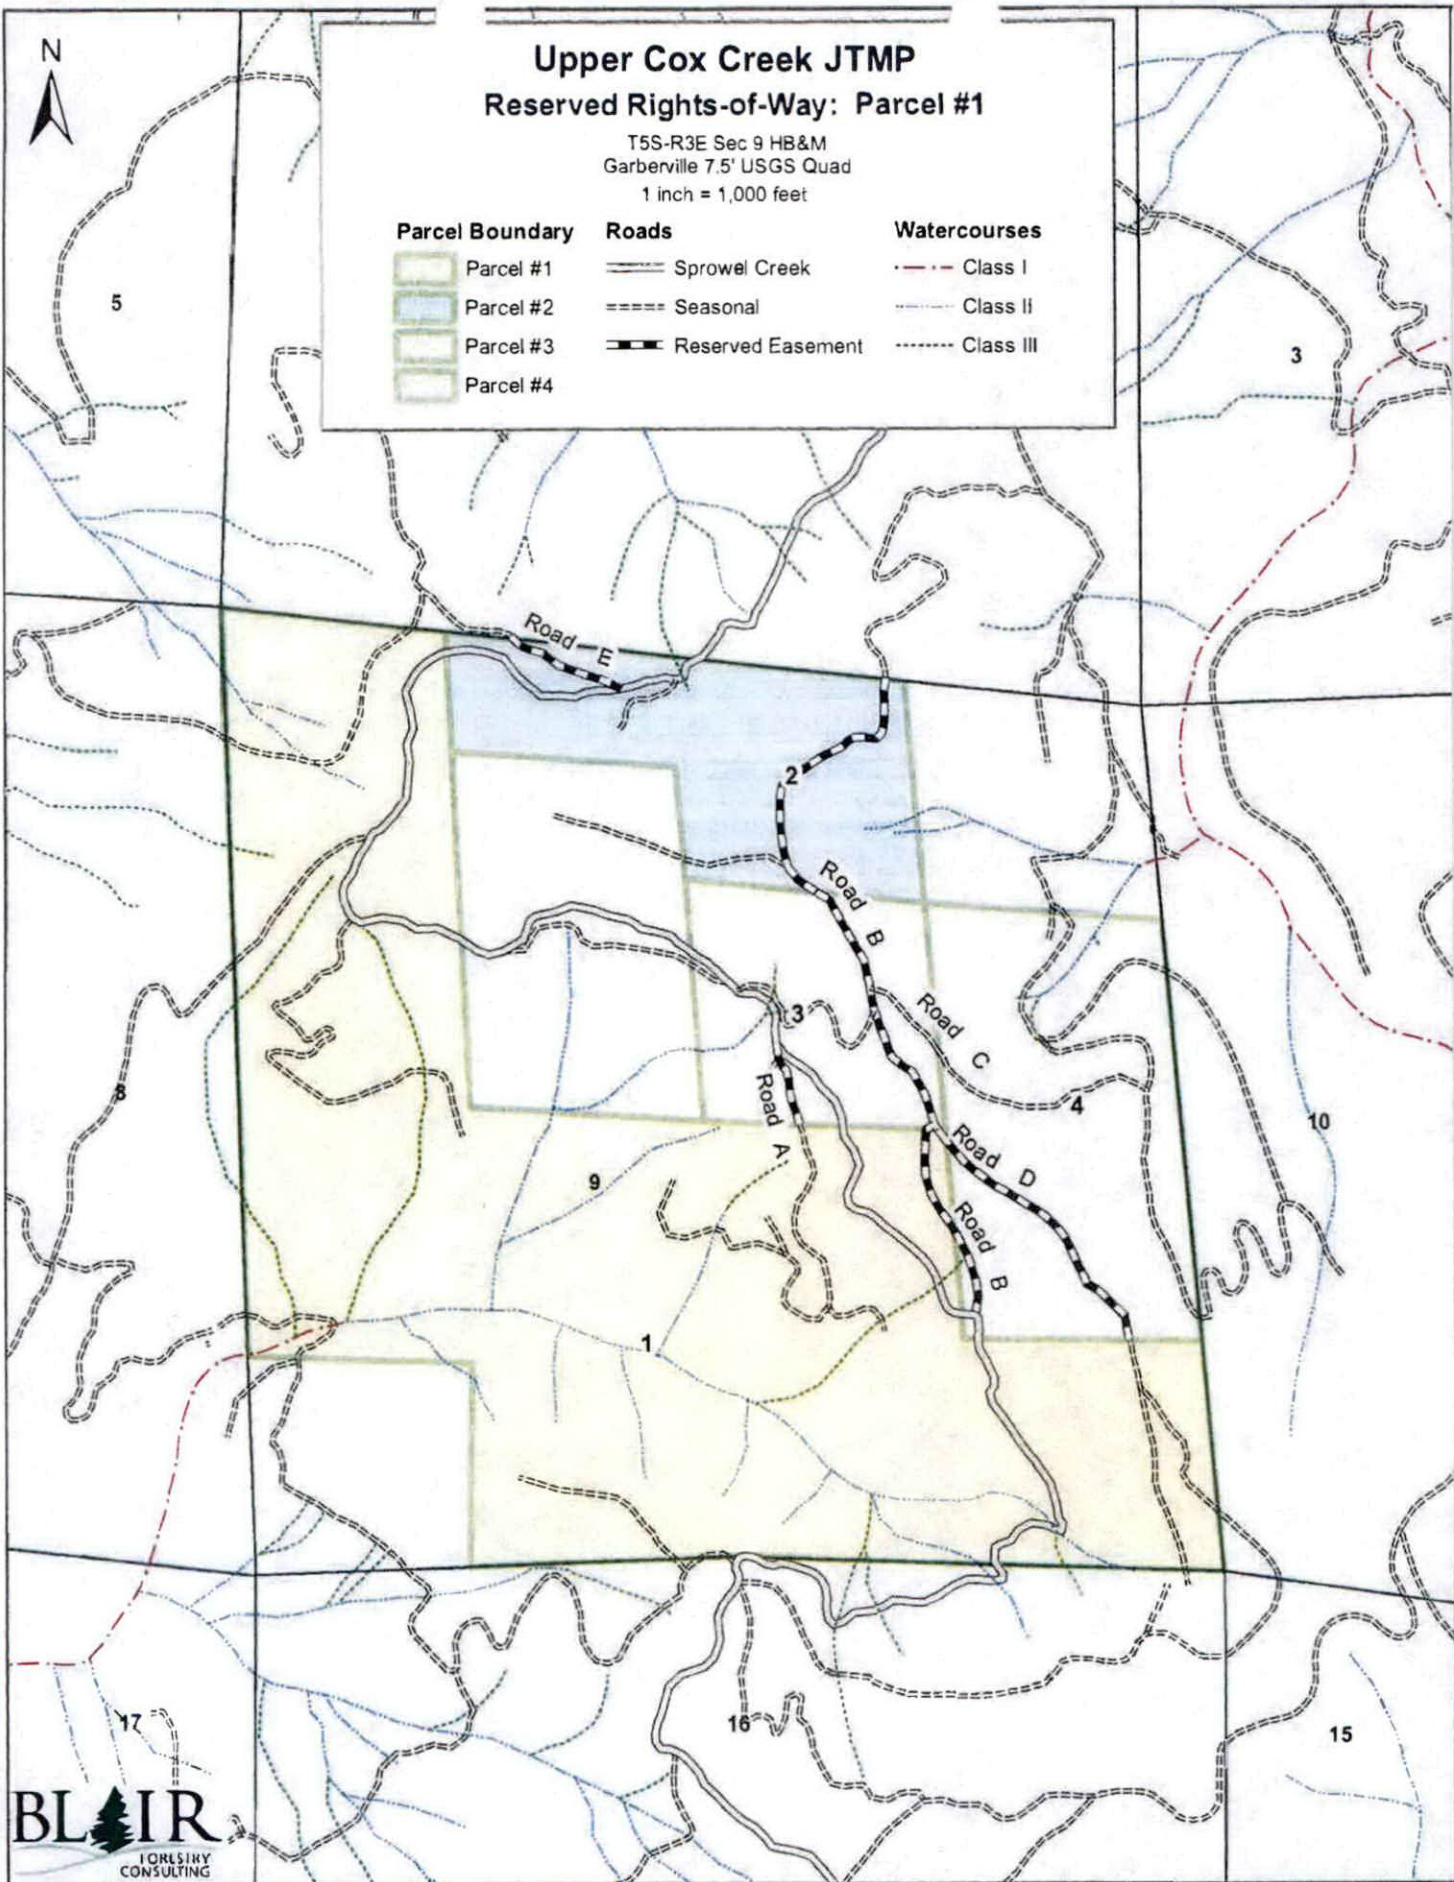 N
Upper Cox Creek JTMP
Reserved Rights-of-Way: Parcel #1
T5S-R3E Sec 9 HB&M
Garberville 7.5' USGS Quad
1 inch = 1,000 feet
Parcel Boundary
Parcel #1
Parcel #2
Parcel #3
Parcel #4
Roads
Sprowel Creek
Seasonal
Reserved Easement
Watercourses
Class I
Class II
Class III
5
3
Road E
2
Road B
Road C
3
Road A
4
8
10
9
Road D
Road B
1
17
16
15
BLAIR
FORESTRY
CONSULTING